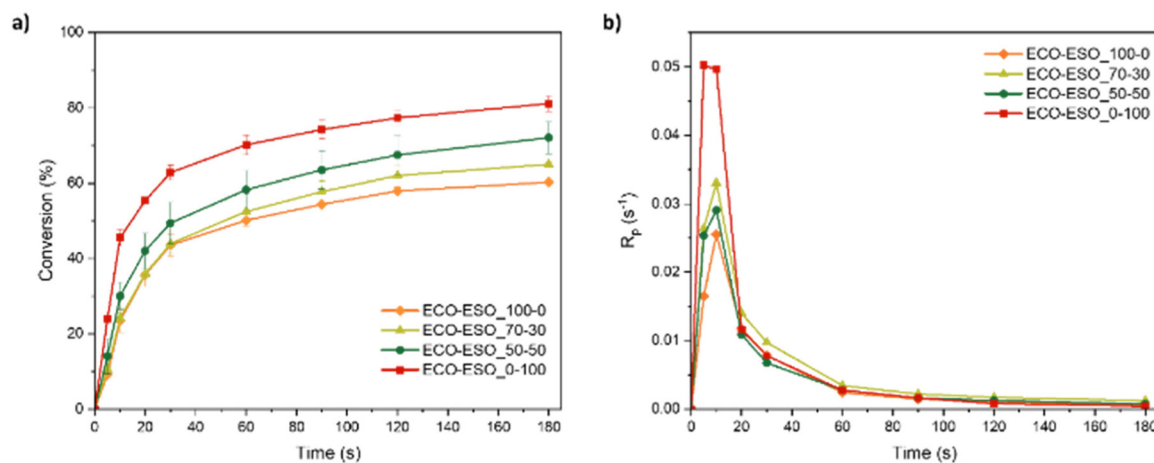 a)
100
80
60
40
20
0
Conversion (%)
0 20 40 60 80 100 120 140 160 180
Time (s)
ECO-ESO_100-0
ECO-ESO_70-30
ECO-ESO_50-50
ECO-ESO_0-100
b)
0.05
0.04
0.03
0.02
0.01
0.00
Rp (s-1)
0 20 40 60 80 100 120 140 160 180
Time (s)
ECO-ESO_100-0
ECO-ESO_70-30
ECO-ESO_50-50
ECO-ESO_0-100